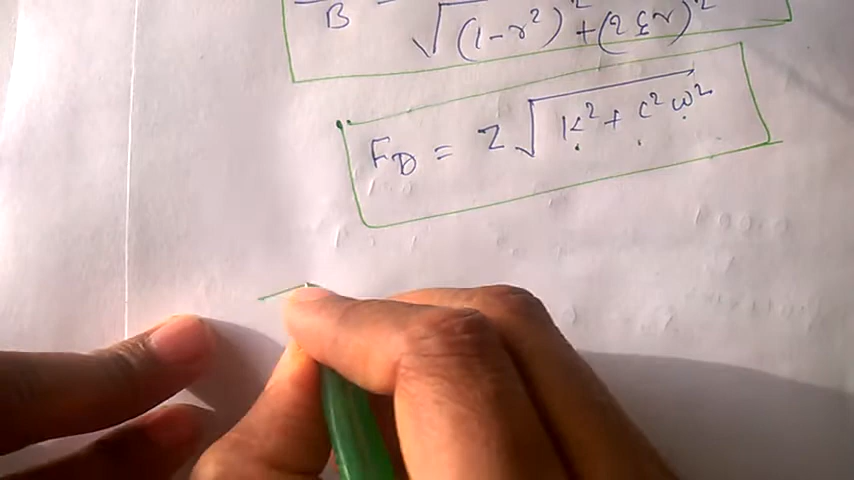 B √(1-r²)² + (2ξr)²
F_D = Z √K² + C²ω²